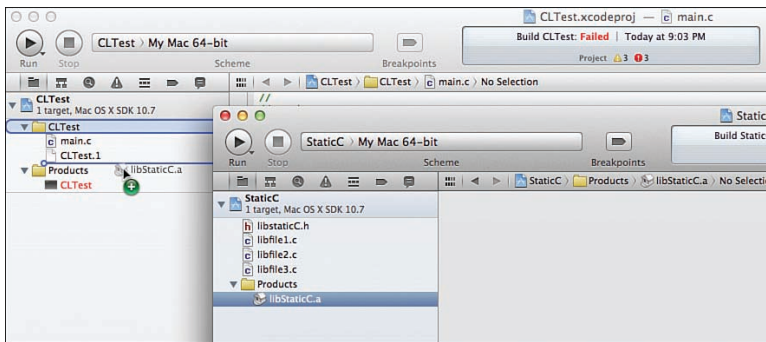 CLTest.xcodeproj — c main.c
CLTest › My Mac 64-bit
Build CLTest: Failed | Today at 9:03 PM
Project 3 3
Run Stop Scheme Breakpoints
CLTest › CLTest › c main.c › No Selection
CLTest
1 target, Mac OS X SDK 10.7
//
CLTest
c main.c
CLTest.1
Products
libStaticC.a
CLTest
Static
StaticC › My Mac 64-bit
Build Static
Run Stop Scheme Breakpoints
StaticC › Products › libStaticC.a › No Selecti
StaticC
1 target, Mac OS X SDK 10.7
h libstaticC.h
c libfile1.c
c libfile2.c
c libfile3.c
Products
libStaticC.a